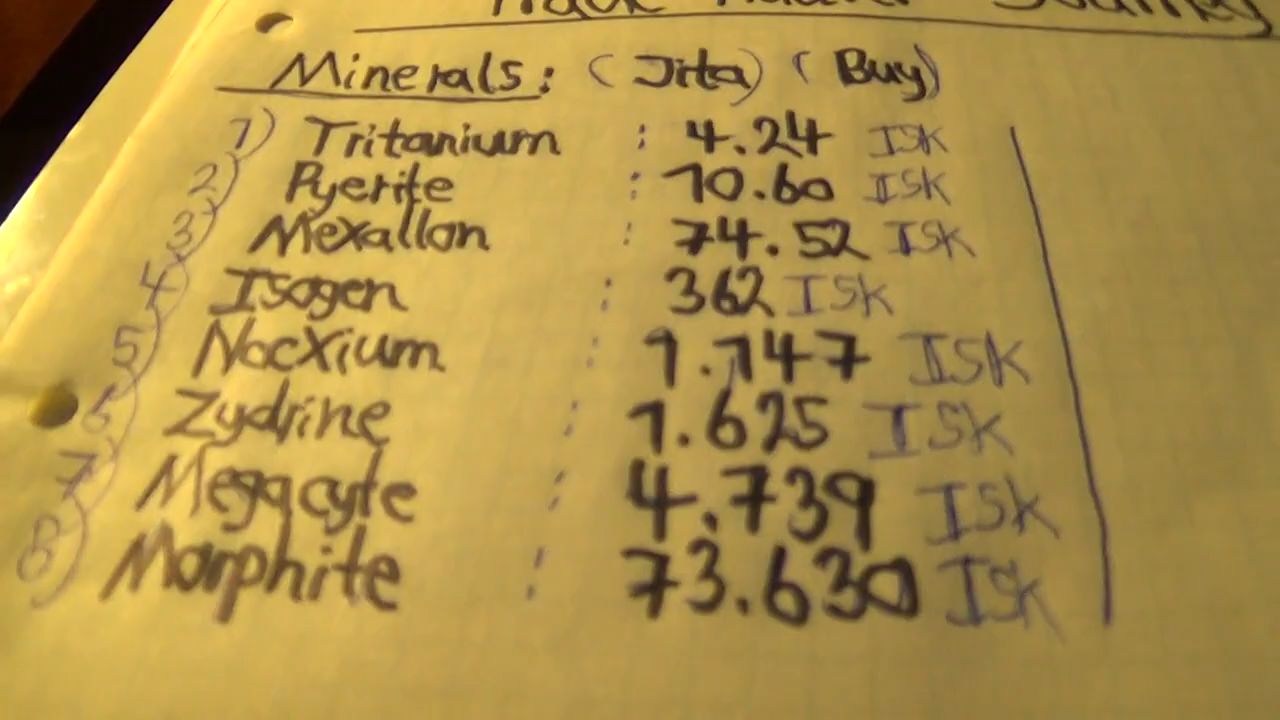 Minerals: (Jita) (Buy)
1) Tritanium : 4.24 ISK
2) Pyerite : 10.60 ISK
3) Mexallon : 74.52 ISK
4) Isogen : 362 ISK
5) Nocxium : 1.147 ISK
6) Zydrine : 1.625 ISK
7) Megacyte : 4.739 ISK
8) Morphite : 73.630 ISK